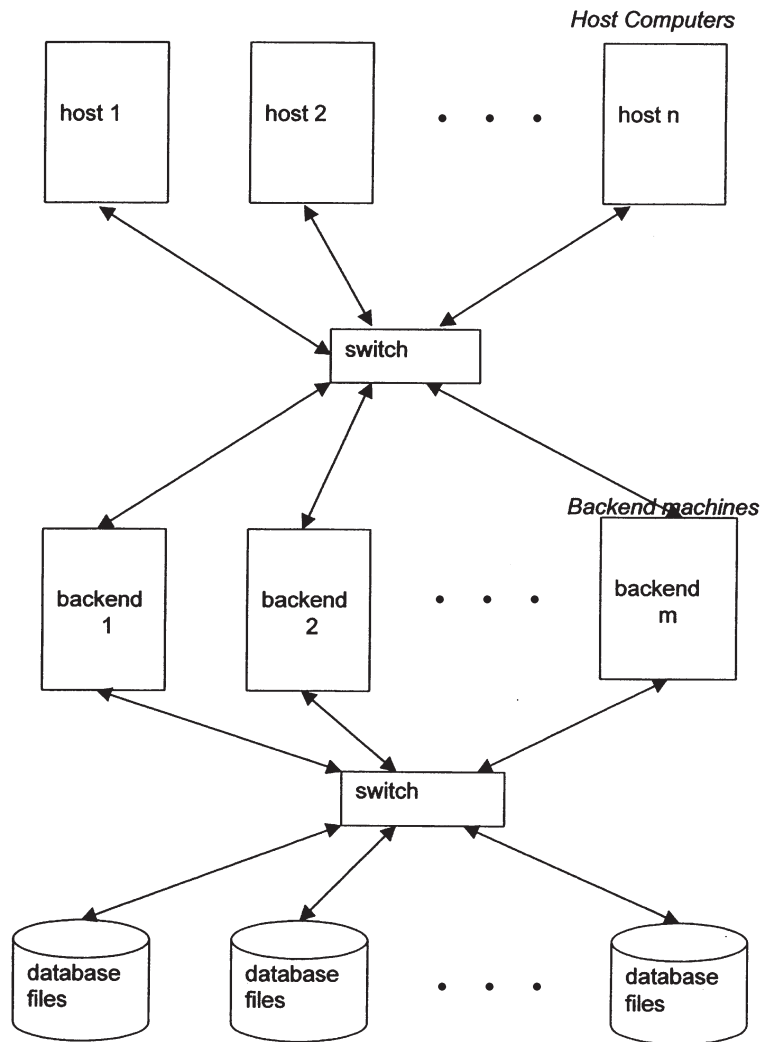 Host Computers
host 1
host 2
host n
switch
Backend machines
backend
1
backend
2
backend
m
switch
database
files
database
files
database
files